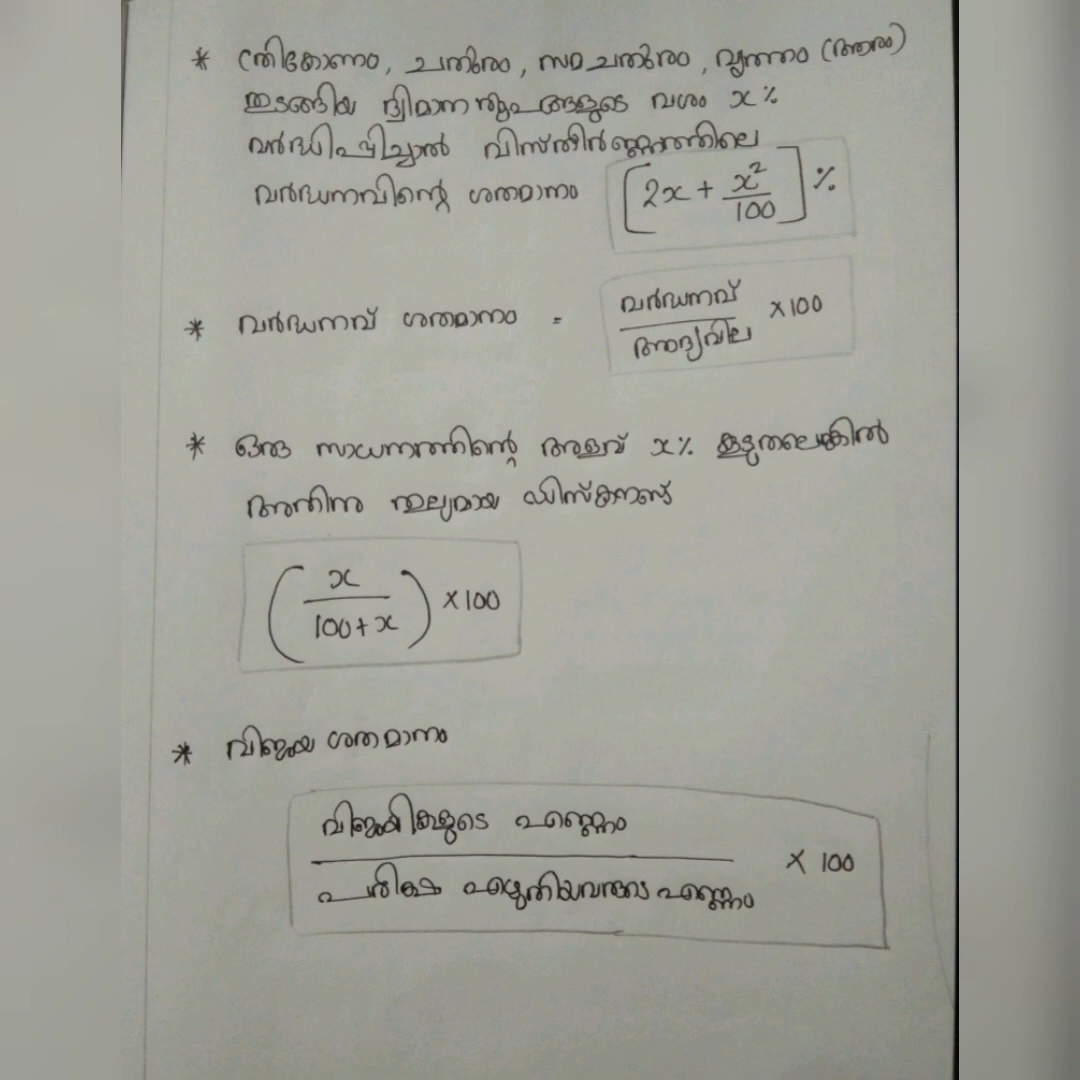 * ത്രികോണം, ചതുരം, സമചതുരം, വൃത്തം (ആരം)
തുടങ്ങിയ ദ്വിമാന രൂപങ്ങളുടെ വശം x%
വർദ്ധിപ്പിച്ചാൽ വിസ്തീർണ്ണത്തിലെ
വർദ്ധനവിന്റെ ശതമാനം [2x + x²/100] %
* വർദ്ധനവ് ശതമാനം = വർദ്ധനവ്/ആദ്യവില × 100
* ഒരു സാധനത്തിന്റെ അളവ് x% കൂടുതലെങ്കിൽ
അതിനു തുല്യമായ ഡിസ്കൗണ്ട്
(x/100+x) × 100
* വിജയ ശതമാനം
വിജയികളുടെ എണ്ണം
പരീക്ഷ എഴുതിയവരുടെ എണ്ണം × 100